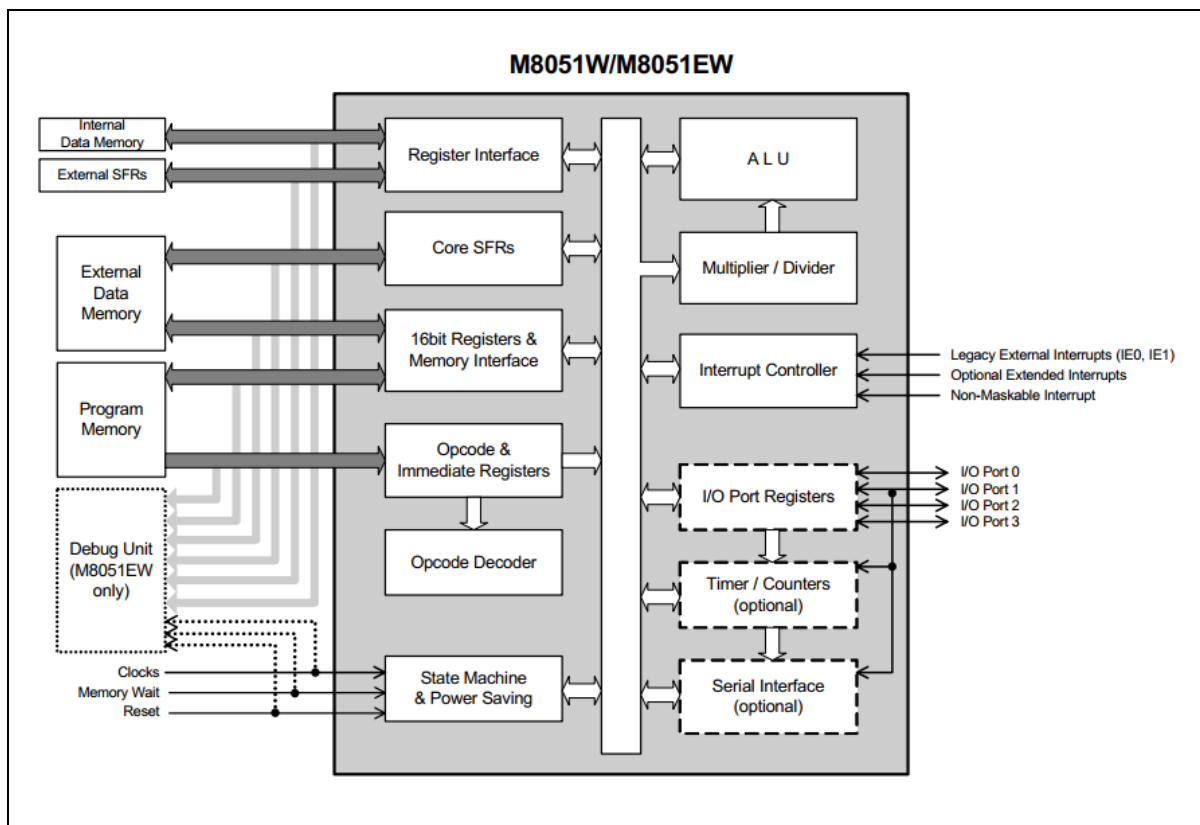 M8051W/M8051EW
Internal
Data Memory
External SFRs
External
Data
Memory
Program
Memory
Debug Unit
(M8051EW
only)
Clocks
Memory Wait
Reset
Register Interface
Core SFRs
16bit Registers &
Memory Interface
Opcode &
Immediate Registers
Opcode Decoder
State Machine
& Power Saving
A L U
Multiplier / Divider
Interrupt Controller
I/O Port Registers
Timer / Counters
(optional)
Serial Interface
(optional)
Legacy External Interrupts (IE0, IE1)
Optional Extended Interrupts
Non-Maskable Interrupt
I/O Port 0
I/O Port 1
I/O Port 2
I/O Port 3